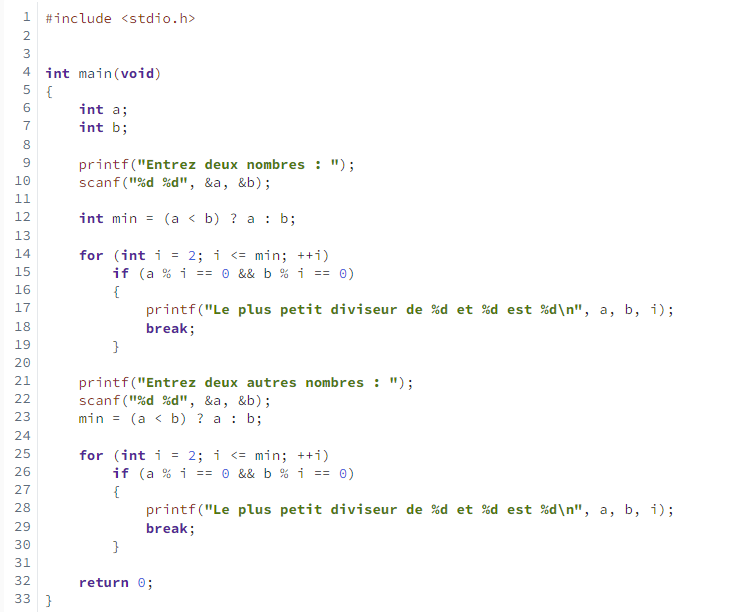 1 #include <stdio.h>
2
3
4 int main(void)
5 {
6     int a;
7     int b;
8
9     printf("Entrez deux nombres : ");
10     scanf("%d %d", &a, &b);
11
12     int min = (a < b) ? a : b;
13
14     for (int i = 2; i <= min; ++i)
15         if (a % i == 0 && b % i == 0)
16         {
17             printf("Le plus petit diviseur de %d et %d est %d\n", a, b, i);
18             break;
19         }
20
21     printf("Entrez deux autres nombres : ");
22     scanf("%d %d", &a, &b);
23     min = (a < b) ? a : b;
24
25     for (int i = 2; i <= min; ++i)
26         if (a % i == 0 && b % i == 0)
27         {
28             printf("Le plus petit diviseur de %d et %d est %d\n", a, b, i);
29             break;
30         }
31
32     return 0;
33 }